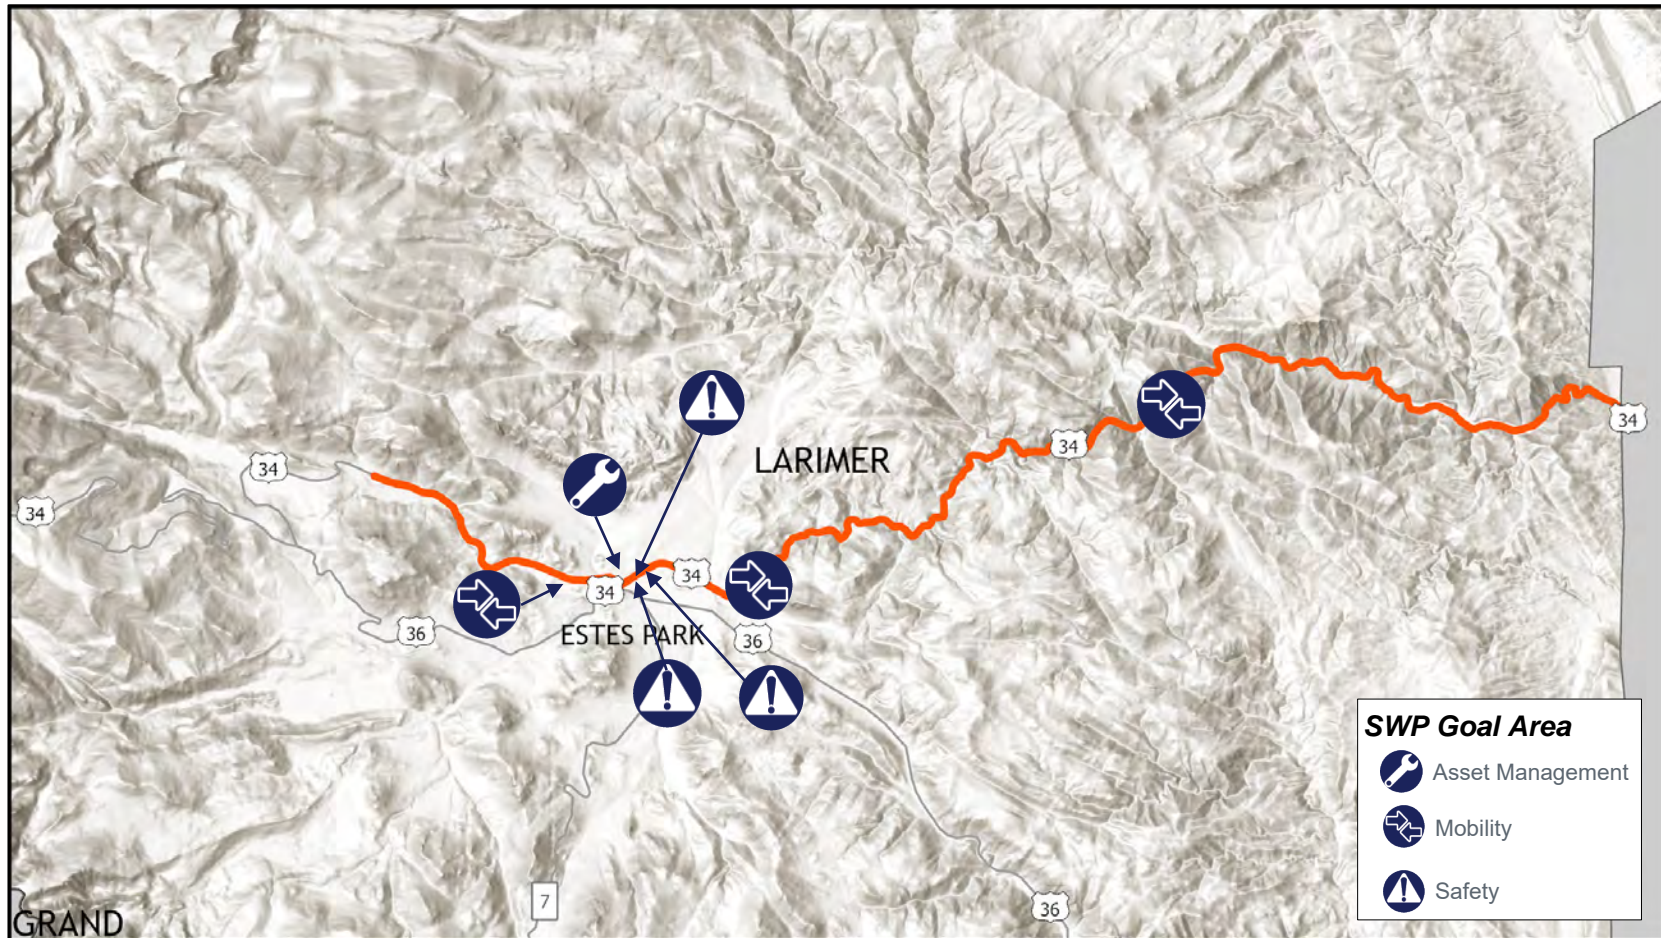 34
LARIMER
34
34
34
34
34
ESTES PARK
36
36
SWP Goal Area
Asset Management
Mobility
Safety
7
36
GRAND